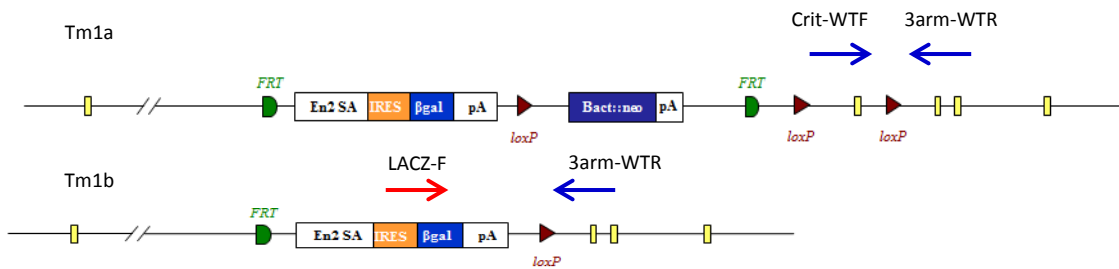 Crit-WTF 3arm-WTR
Tm1a
FRT FRT
En2 SA IRES βgal pA Bact::neo pA
loxP loxP loxP
LACZ-F 3arm-WTR
Tm1b
FRT
En2 SA IRES βgal pA
loxP